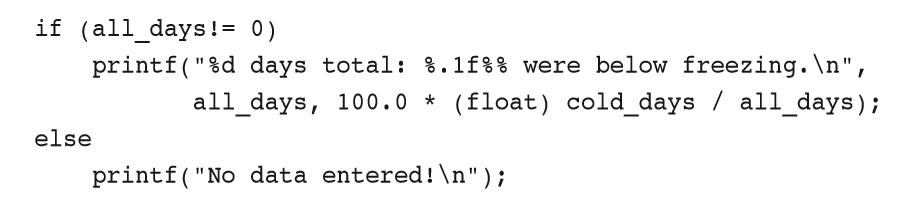 if (all_days!= 0)
    printf("%d days total: %.1f%% were below freezing.\n",
           all_days, 100.0 * (float) cold_days / all_days);
else
    printf("No data entered!\n");